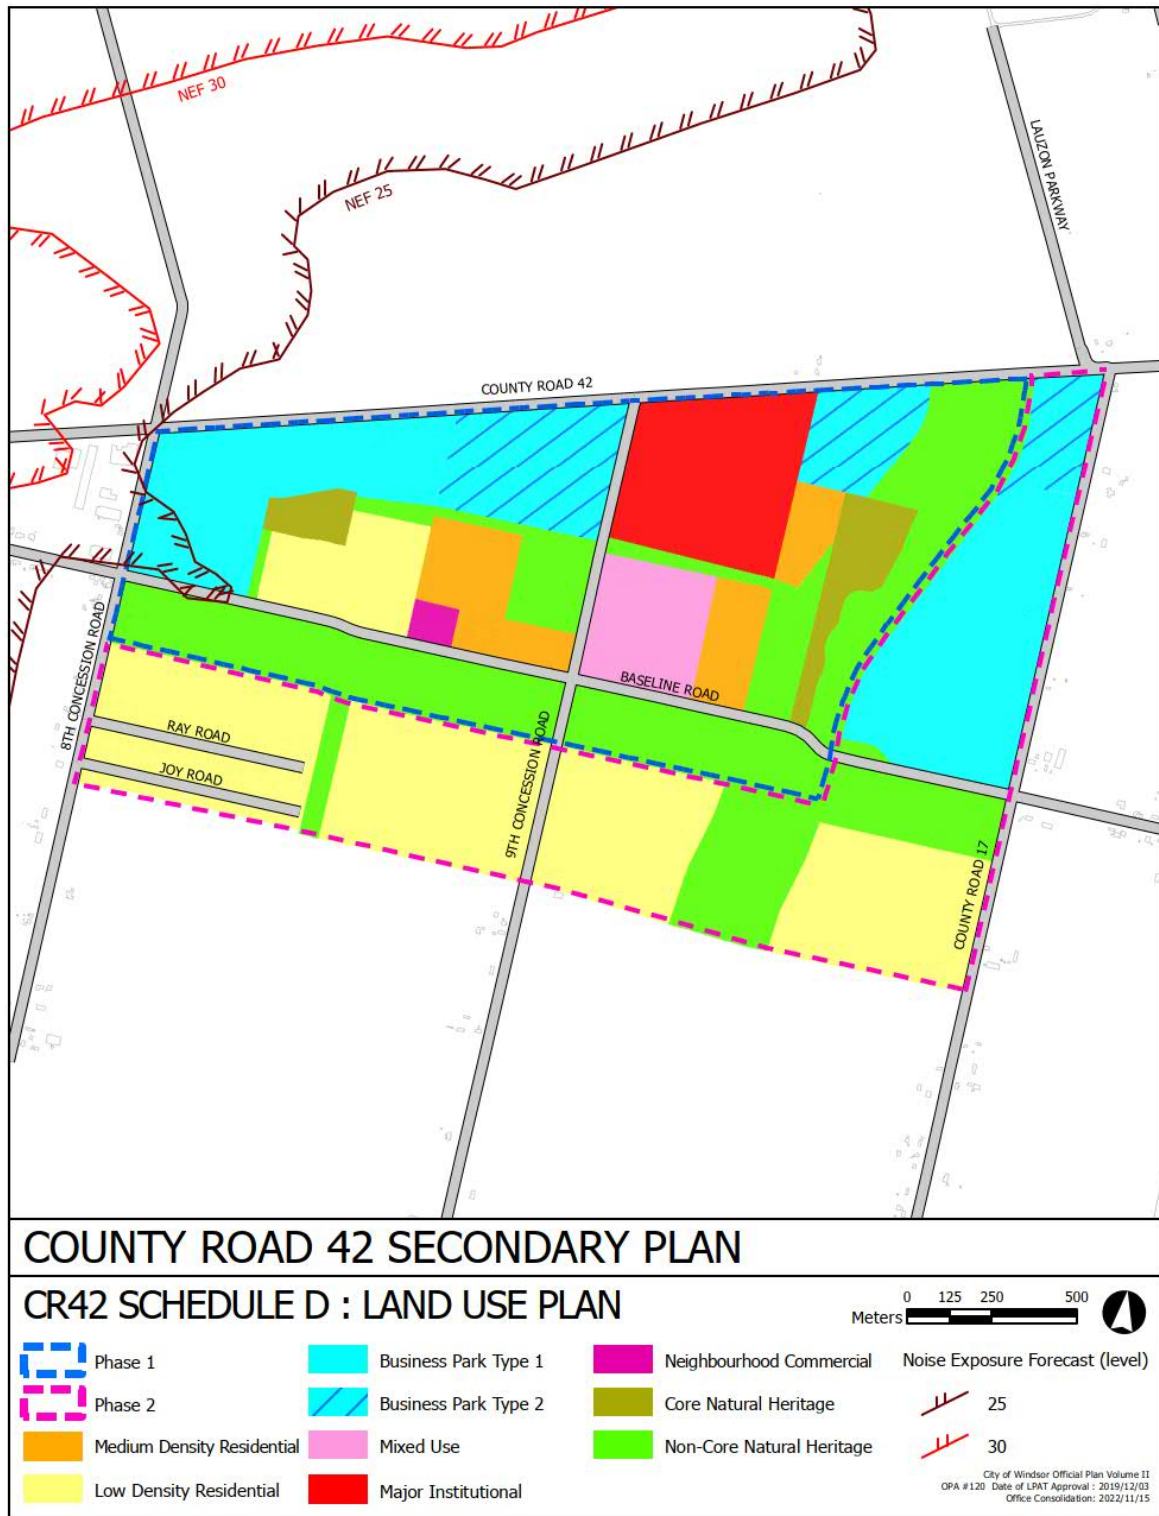 NEF 30
NEF 25
LAUZON PARKWAY
COUNTY ROAD 42
8TH CONCESSION ROAD
BASELINE ROAD
RAY ROAD
JOY ROAD
9TH CONCESSION ROAD
COUNTY ROAD 17
COUNTY ROAD 42 SECONDARY PLAN
CR42 SCHEDULE D : LAND USE PLAN
0 125 250 500
Meters
Phase 1
Phase 2
Medium Density Residential
Low Density Residential
Business Park Type 1
Business Park Type 2
Mixed Use
Major Institutional
Neighbourhood Commercial
Core Natural Heritage
Non-Core Natural Heritage
Noise Exposure Forecast (level)
25
30
City of Windsor Official Plan Volume II
OPA #120 Date of LPAT Approval : 2019/12/03
Office Consolidation: 2022/11/15